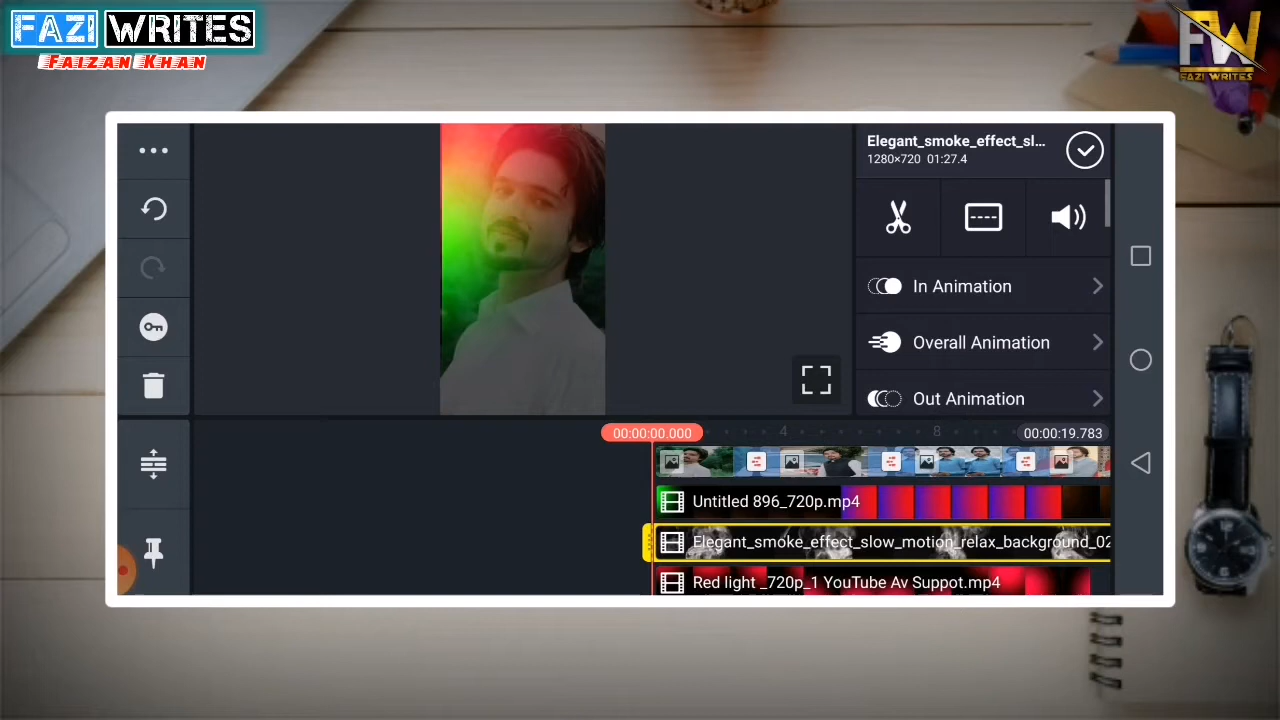 FAZI WRITES
Faizan Khan
FW
FAZI WRITES
Elegant_smoke_effect_sl...
1280×720 01:27.4
In Animation
Overall Animation
Out Animation
00:00:00.000
4
8
00:00:19.783
Untitled 896_720p.mp4
Elegant_smoke_effect_slow_motion_relax_background_02
Red light _720p_1 YouTube Av Suppot.mp4